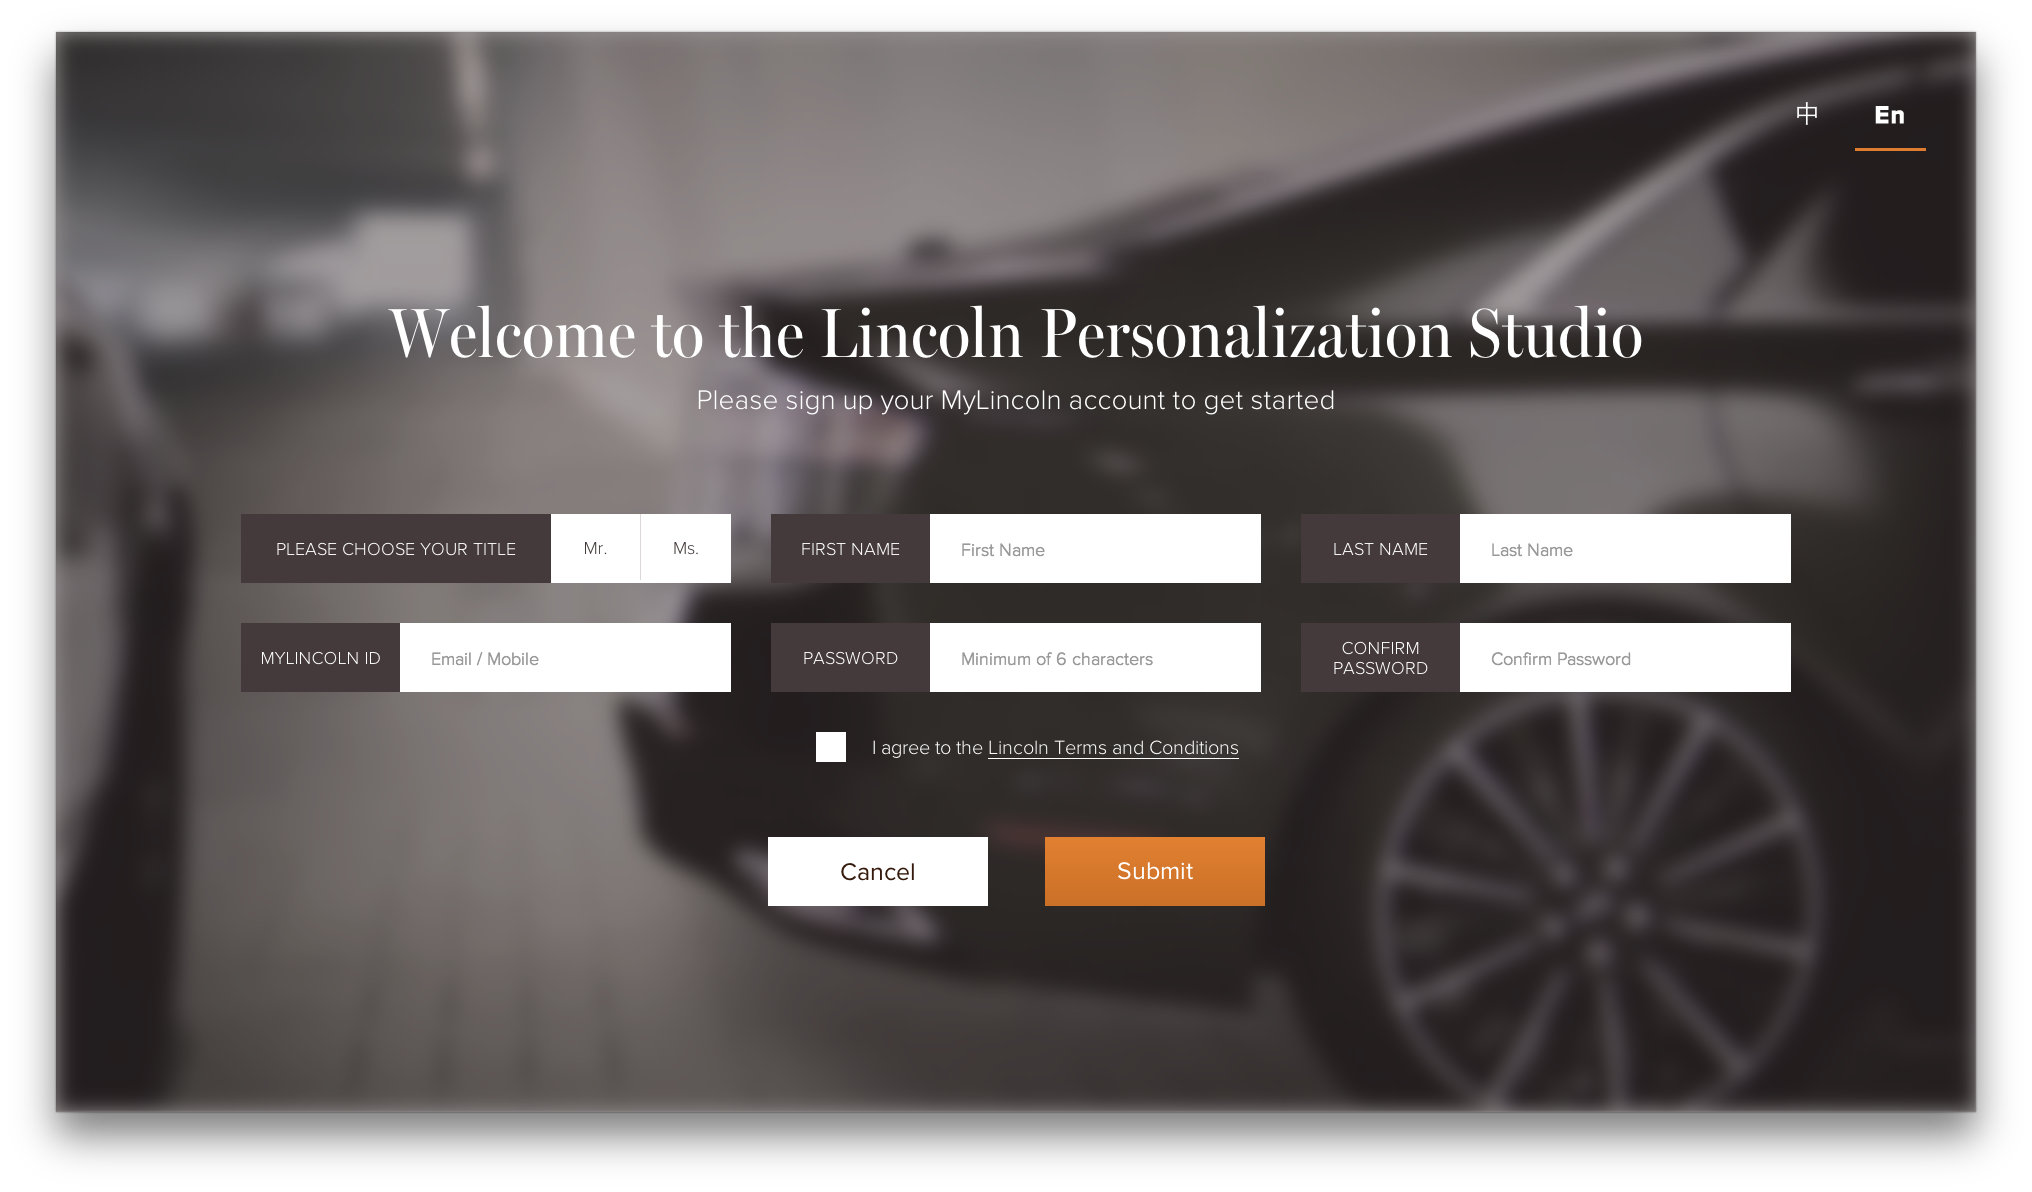 中 En
Welcome to the Lincoln Personalization Studio
Please sign up your MyLincoln account to get started
PLEASE CHOOSE YOUR TITLE Mr. Ms. FIRST NAME First Name LAST NAME Last Name
MYLINCOLN ID Email / Mobile PASSWORD Minimum of 6 characters CONFIRM PASSWORD Confirm Password
I agree to the Lincoln Terms and Conditions
Cancel Submit